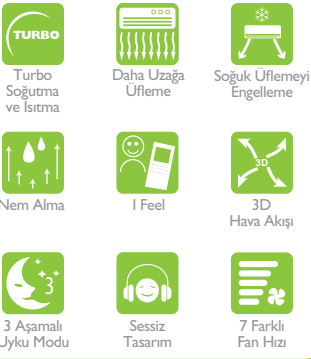 TURBO
Turbo
Soğutma
ve Isıtma
Daha Uzağa
Üfleme
Soğuk Üflemeyi
Engelleme
Nem Alma
I Feel
3D
3D
Hava Akışı
3
3 Aşamalı
Uyku Modu
Sessiz
Tasarım
7 Farklı
Fan Hızı